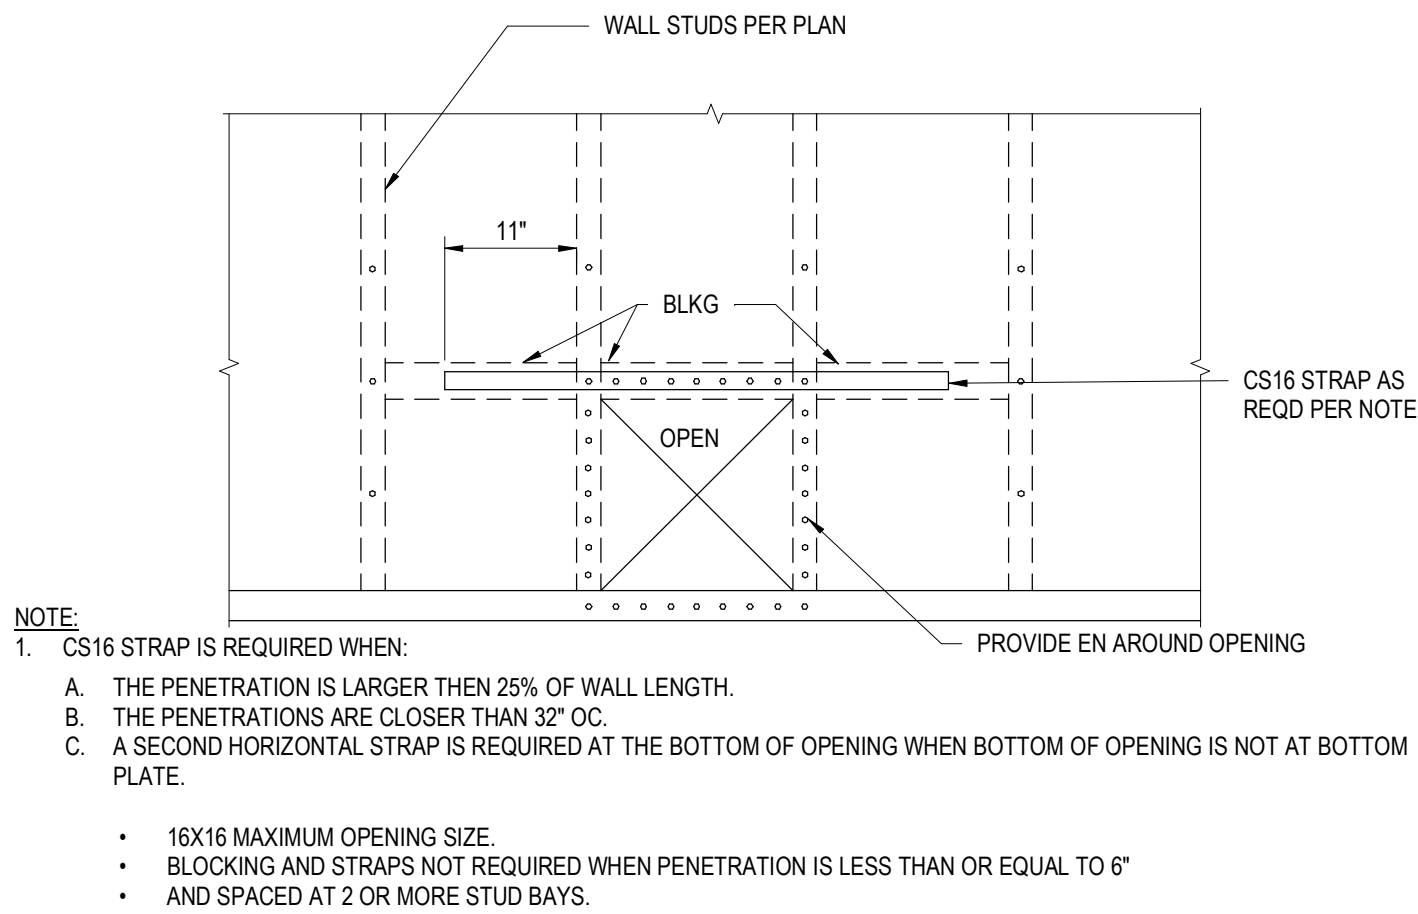 WALL STUDS PER PLAN
11"
BLKG
CS16 STRAP AS
REQD PER NOTE
OPEN
PROVIDE EN AROUND OPENING
NOTE:
1. CS16 STRAP IS REQUIRED WHEN:
A. THE PENETRATION IS LARGER THEN 25% OF WALL LENGTH.
B. THE PENETRATIONS ARE CLOSER THAN 32" OC.
C. A SECOND HORIZONTAL STRAP IS REQUIRED AT THE BOTTOM OF OPENING WHEN BOTTOM OF OPENING IS NOT AT BOTTOM
PLATE.
• 16X16 MAXIMUM OPENING SIZE.
• BLOCKING AND STRAPS NOT REQUIRED WHEN PENETRATION IS LESS THAN OR EQUAL TO 6"
• AND SPACED AT 2 OR MORE STUD BAYS.